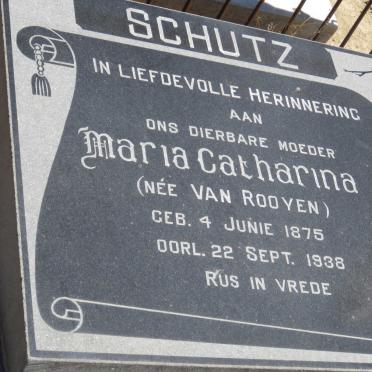 SCHUTZ
IN LIEFDEVOLLE HERINNERING
AAN
ONS DIERBARE MOEDER
Maria Catharina
(NÉE VAN ROOYEN)
GEB. 4 JUNIE 1875
OORL. 22 SEPT. 1938
RUS IN VREDE